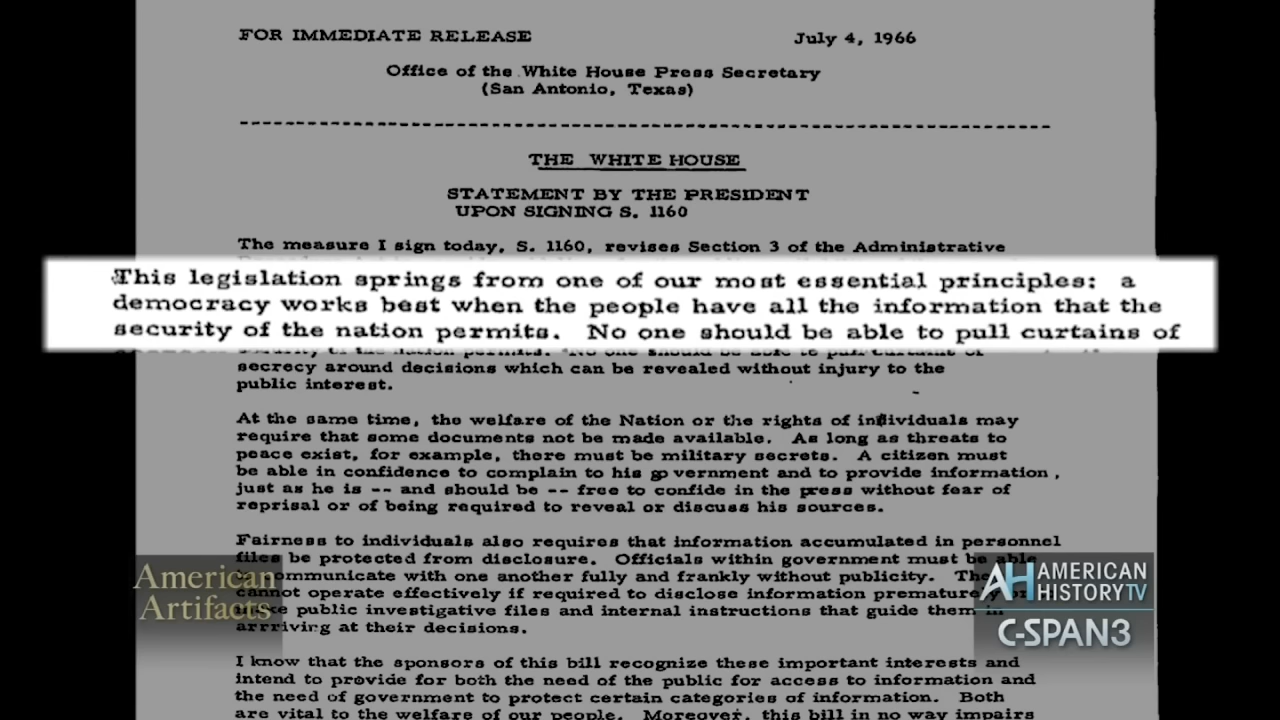 FOR IMMEDIATE RELEASE July 4, 1966
Office of the White House Press Secretary
(San Antonio, Texas)
THE WHITE HOUSE
STATEMENT BY THE PRESIDENT
UPON SIGNING S. 1160
The measure I sign today, S. 1160, revises Section 3 of the Administrative
This legislation springs from one of our most essential principles: a
democracy works best when the people have all the information that the
security of the nation permits. No one should be able to pull curtains of
secrecy around decisions which can be revealed without injury to the
public interest.
At the same time, the welfare of the Nation or the rights of individuals may
require that some documents not be made available. As long as threats to
peace exist, for example, there must be military secrets. A citizen must
be able in confidence to complain to his government and to provide information,
just as he is -- and should be -- free to confide in the press without fear of
reprisal or of being required to reveal or discuss his sources.
Fairness to individuals also requires that information accumulated in personnel
files be protected from disclosure. Officials within government must be able
communicate with one another fully and frankly without publicity.
cannot operate effectively if required to disclose information
public investigative files and internal instructions that guide them in
arrriving at their decisions.
I know that the sponsors of this bill recognize these important interests and
intend to provide for both the need of the public for access to information and
the need of government to protect certain categories of information. Both
are vital to the welfare of our people. Moreover, this bill in no way impairs
American
Artifacts
AH AMERICAN
HISTORY TV
C-SPAN3